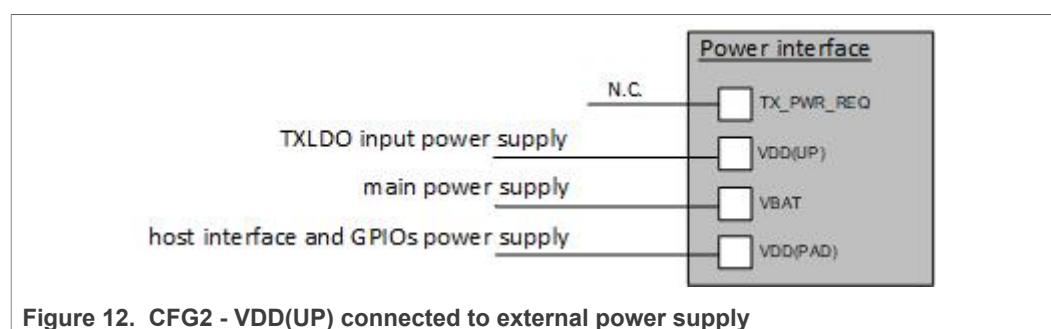 Power interface
N.C.
TX_PWR_REQ
TXLDO input power supply
VDD(UP)
main power supply
VBAT
host interface and GPIOs power supply
VDD(PAD)
Figure 12. CFG2 - VDD(UP) connected to external power supply